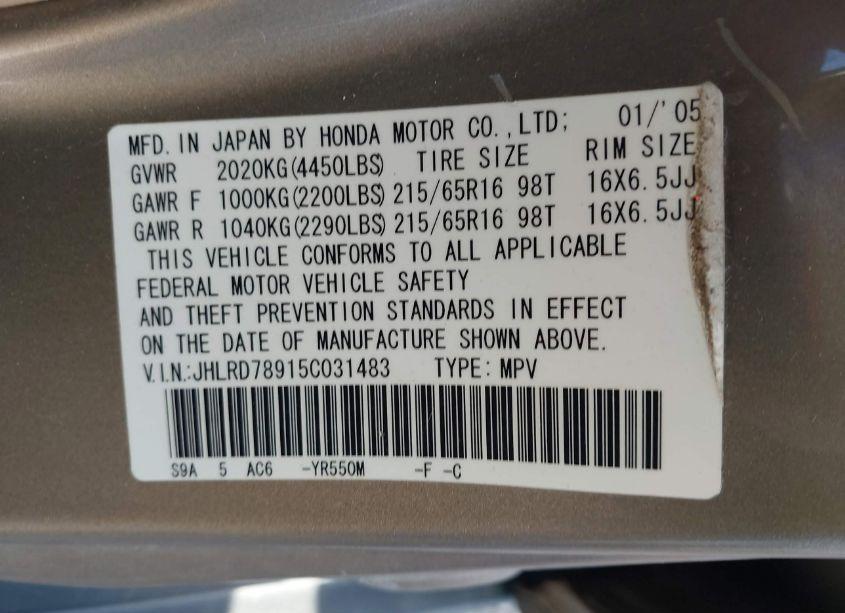 MFD. IN JAPAN BY HONDA MOTOR CO.,LTD; 01/'05
GVWR 2020KG(4450LBS) TIRE SIZE RIM SIZE
GAWR F 1000KG(2200LBS) 215/65R16 98T 16X6.5JJ
GAWR R 1040KG(2290LBS) 215/65R16 98T 16X6.5JJ
THIS VEHICLE CONFORMS TO ALL APPLICABLE
FEDERAL MOTOR VEHICLE SAFETY
AND THEFT PREVENTION STANDARDS IN EFFECT
ON THE DATE OF MANUFACTURE SHOWN ABOVE.
V.I.N.:JHLRD78915C031483 TYPE: MPV
S9A 5 AC6 -YR550M -F -C